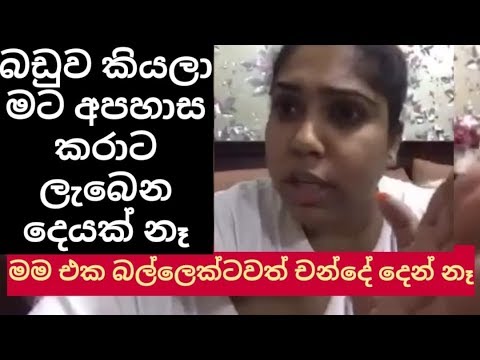 බඩුව කියලා
මට අපහාස
කරාට
ලැබෙන
දෙයක් නෑ
මම එක බල්ලෙක්ටවත් චන්දේ දෙන් නෑ